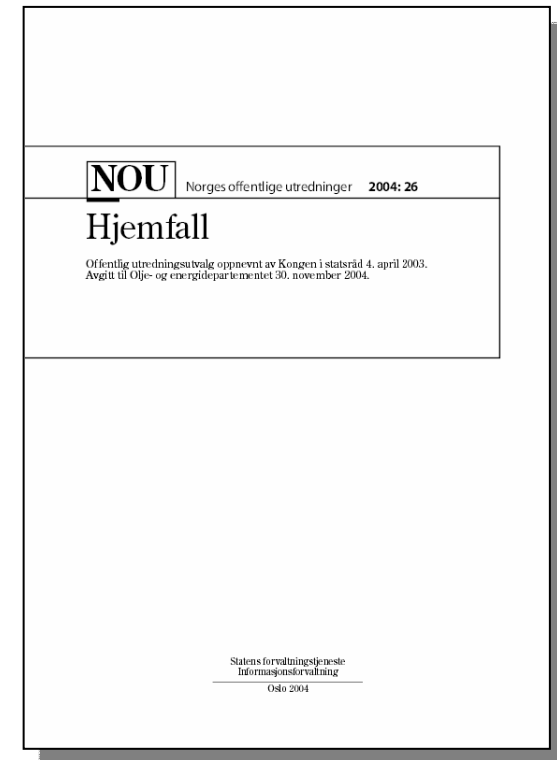 NOU Norges offentlige utredninger 2004: 26
Hjemfall
Offentlig utredningsutvalg oppnevnt av Kongen i statsråd 4. april 2003.
Avgitt til Olje- og energidepartementet 30. november 2004.
Statens forvaltningstjeneste
Informasjonsforvaltning
Oslo 2004